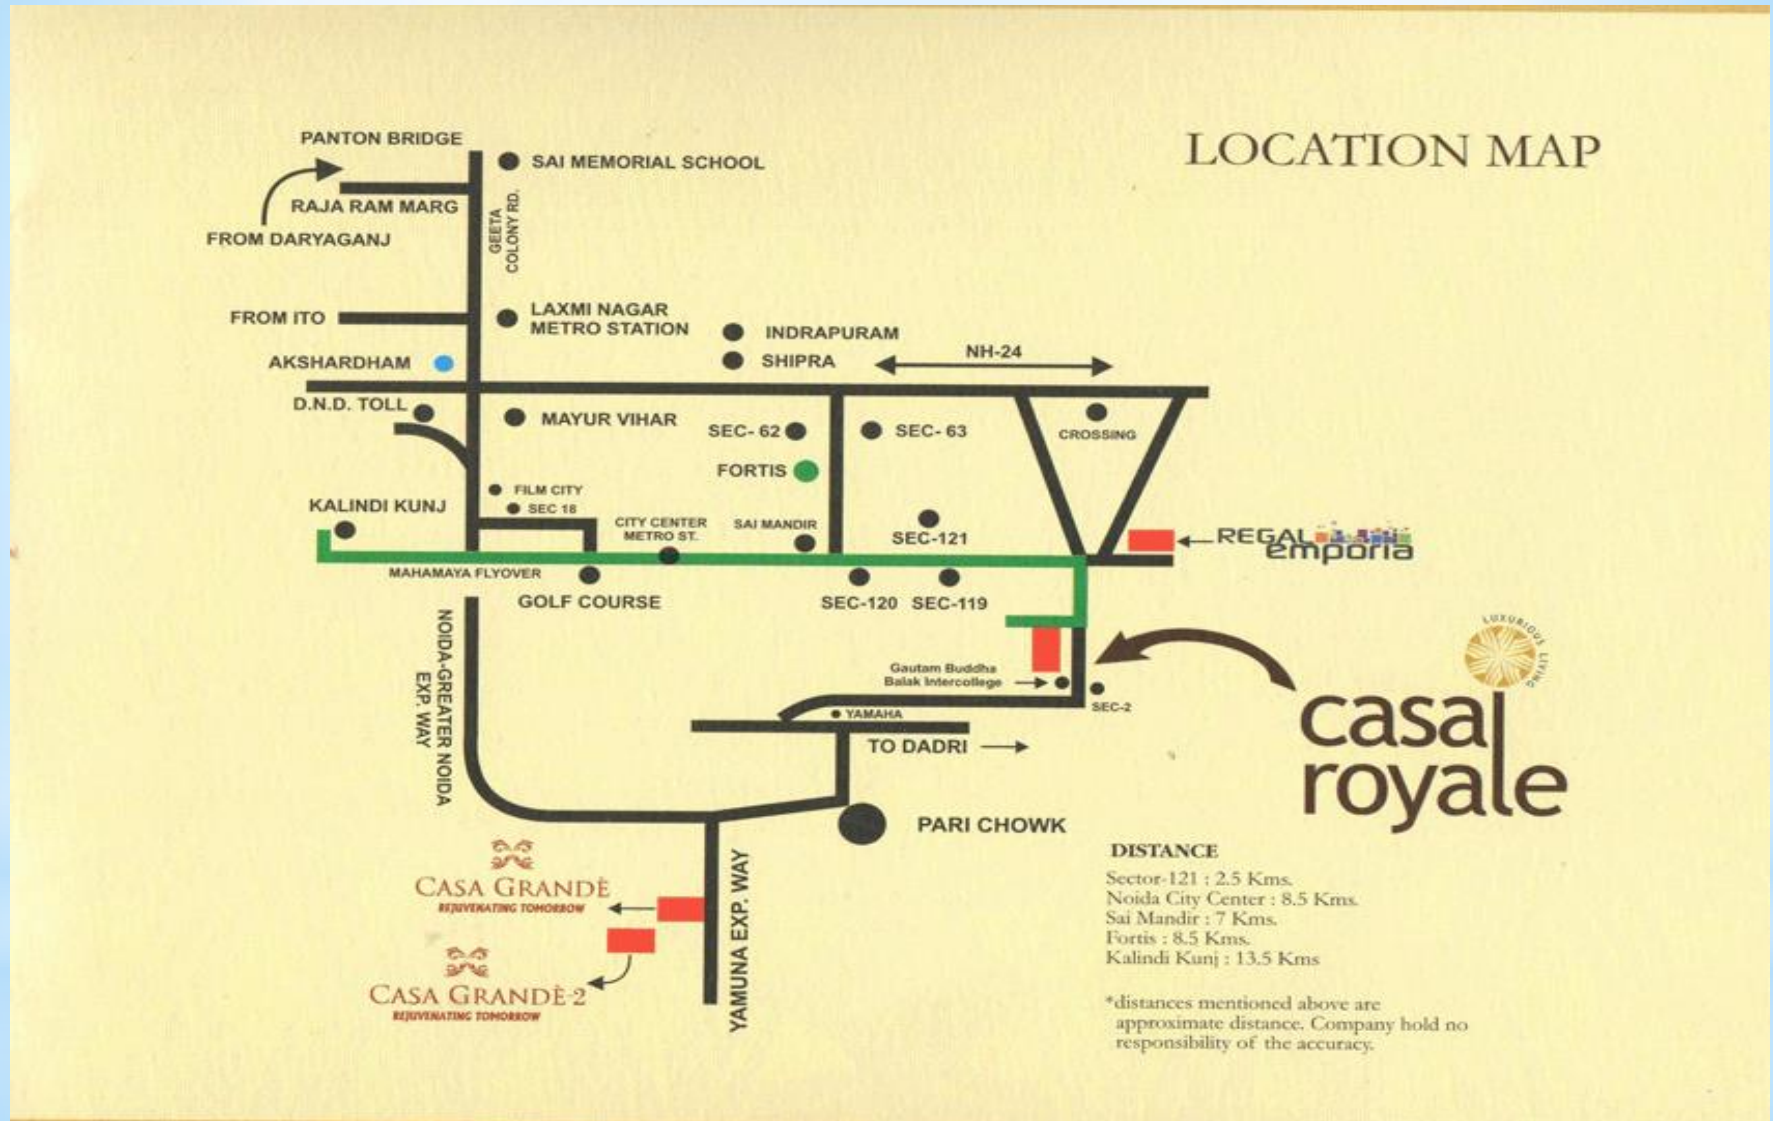 LOCATION MAP
PANTON BRIDGE
SAI MEMORIAL SCHOOL
RAJA RAM MARG
FROM DARYAGANJ
GEETA
COLONY RD.
FROM ITO
LAXMI NAGAR
METRO STATION
INDRAPURAM
SHIPRA
NH-24
AKSHARDHAM
D.N.D. TOLL
MAYUR VIHAR
SEC- 62
SEC- 63
CROSSING
FORTIS
FILM CITY
SEC 18
KALINDI KUNJ
CITY CENTER
METRO ST.
SAI MANDIR
SEC-121
REGAL
emporia
MAHAMAYA FLYOVER
GOLF COURSE
SEC-120
SEC-119
NOIDA-GREATER NOIDA
EXP. WAY
Gautam Buddha
Balak Intercollege
SEC-2
YAMAHA
TO DADRI
LUXURIOUS LIVING
casa
royale
PARI CHOWK
CASA GRANDÈ
REJUVENATING TOMORROW
CASA GRANDÈ-2
REJUVENATING TOMORROW
YAMUNA EXP. WAY
DISTANCE
Sector-121 : 2.5 Kms.
Noida City Center : 8.5 Kms.
Sai Mandir : 7 Kms.
Fortis : 8.5 Kms.
Kalindi Kunj : 13.5 Kms
*distances mentioned above are
approximate distance. Company hold no
responsibility of the accuracy.